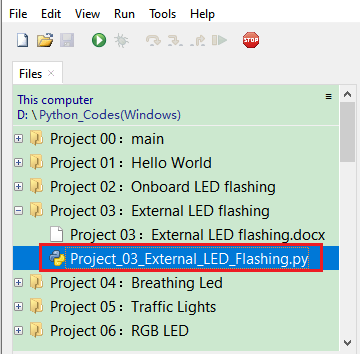 File Edit View Run Tools Help
STOP
Files ×
This computer
D: \ Python_Codes(Windows)
Project 00：main
Project 01：Hello World
Project 02：Onboard LED flashing
Project 03：External LED flashing
Project 03：External LED flashing.docx
Project_03_External_LED_Flashing.py
Project 04：Breathing Led
Project 05：Traffic Lights
Project 06：RGB LED